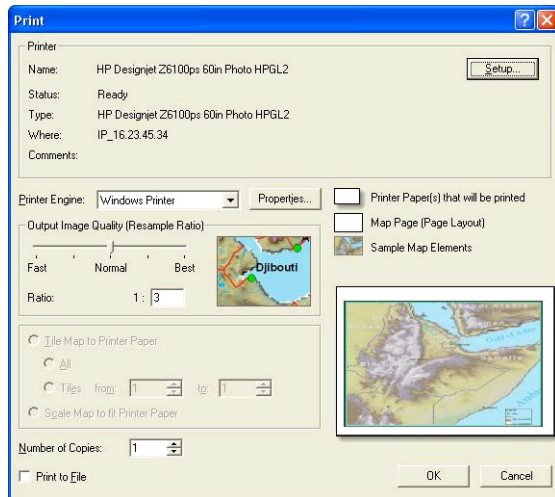 Print
Printer
Name: HP Designjet Z6100ps 60in Photo HPGL2
Setup...
Status: Ready
Type: HP Designjet Z6100ps 60in Photo HPGL2
Where: IP_16.23.45.34
Comments:
Printer Engine: Windows Printer Properties...
Printer Paper(s) that will be printed
Map Page (Page Layout)
Sample Map Elements
Output Image Quality (Resample Ratio)
Fast Normal Best
Ratio: 1 : 3
Djibouti
Tile Map to Printer Paper
All
Tiles from: 1 to: 1
Scale Map to fit Printer Paper
Gulf of Aden
Somalia
Number of Copies: 1
Print to File
OK Cancel